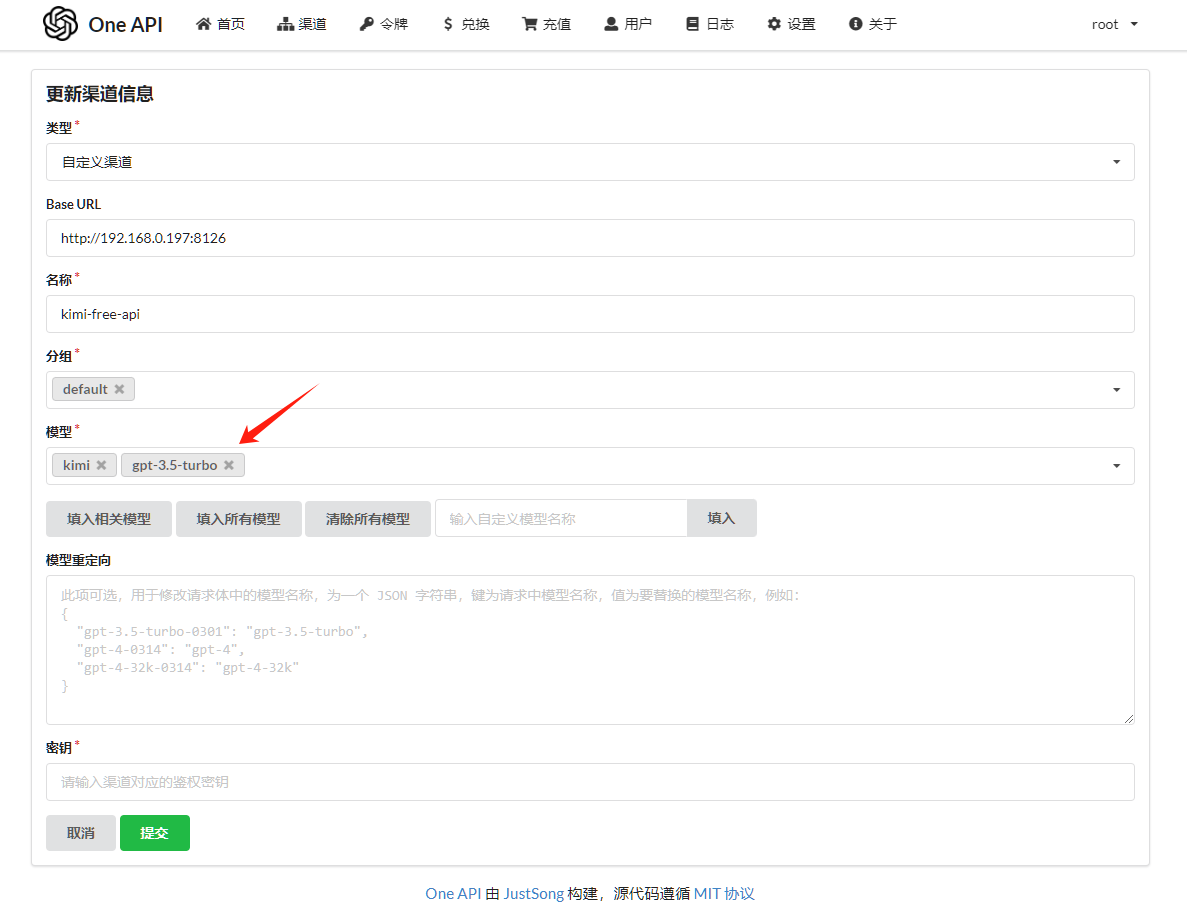 One API 首页 渠道 令牌 兑换 充值 用户 日志 设置 关于 root
更新渠道信息
类型*
自定义渠道
Base URL
http://192.168.0.197:8126
名称*
kimi-free-api
分组*
default
模型*
kimi gpt-3.5-turbo
填入相关模型 填入所有模型 清除所有模型 输入自定义模型名称 填入
模型重定向
此项可选，用于修改请求体中的模型名称，为一个 JSON 字符串，键为请求中模型名称，值为要替换的模型名称，例如：
{
"gpt-3.5-turbo-0301": "gpt-3.5-turbo",
"gpt-4-0314": "gpt-4",
"gpt-4-32k-0314": "gpt-4-32k"
}
密钥*
请输入渠道对应的鉴权密钥
取消 提交
One API 由 JustSong 构建，源代码遵循 MIT 协议